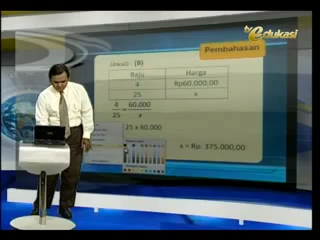 tv edukasi
Pembahasan
Jawab : (B)
Baju Harga
4 Rp60.000,00
25 x
4/25 = 60.000/x
25 x 60.000
x = Rp. 375.000,00